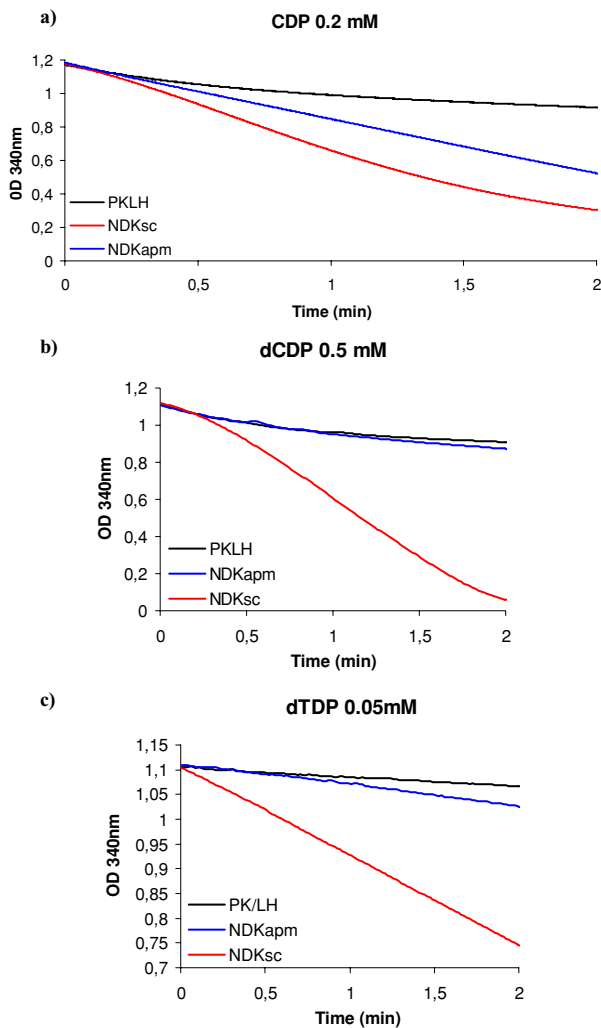 a)
CDP 0.2 mM
1,2
1
0,8
0,6
0,4
0,2
0
0D 340nm
PKLH
NDKsc
NDKapm
0 0,5 1 1,5 2
Time (min)
b)
dCDP 0.5 mM
1,2
1
0,8
0,6
0,4
0,2
0
OD 340nm
PKLH
NDKapm
NDKsc
0 0,5 1 1,5 2
Time (min)
c)
dTDP 0.05mM
1,15
1,1
1,05
1
0,95
0,9
0,85
0,8
0,75
0,7
OD 340nm
PK/LH
NDKapm
NDKsc
0 0,5 1 1,5 2
Time (min)